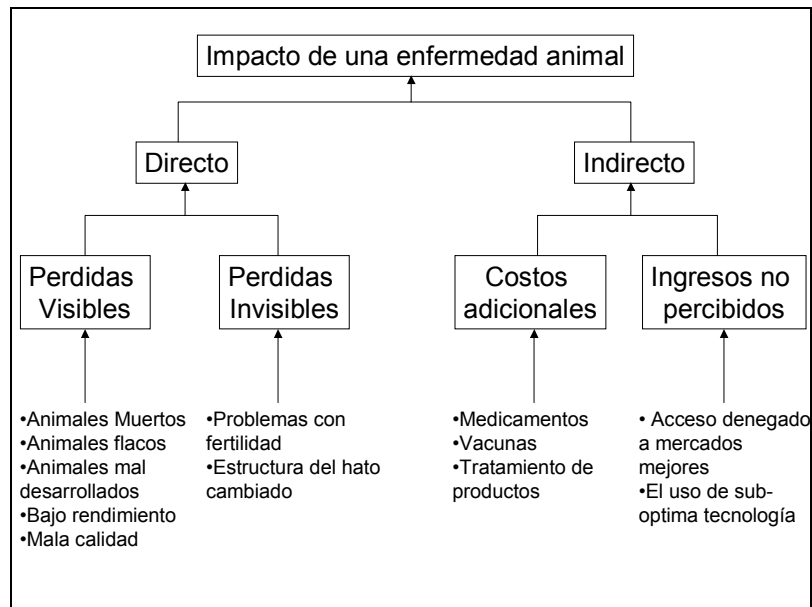 Impacto de una enfermedad animal
Directo
Indirecto
Perdidas
Visibles
Perdidas
Invisibles
Costos
adicionales
Ingresos no
percibidos
•Animales Muertos
•Animales flacos
•Animales mal
desarrollados
•Bajo rendimiento
•Mala calidad
•Problemas con
fertilidad
•Estructura del hato
cambiado
•Medicamentos
•Vacunas
•Tratamiento de
productos
• Acceso denegado
a mercados
mejores
•El uso de sub-
optima tecnología